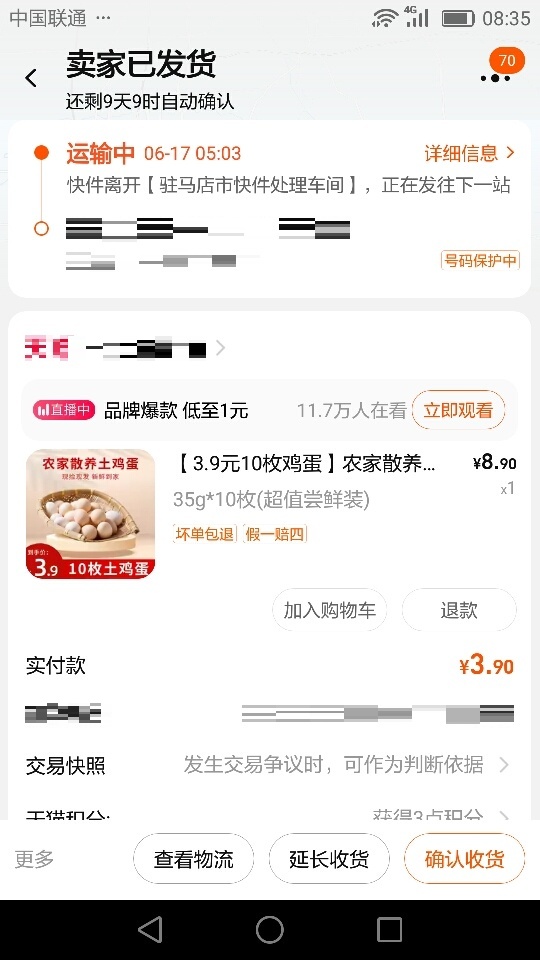 中国联通 ...
4G
08:35
卖家已发货
70
还剩9天9时自动确认
运输中 06-17 05:03
详细信息
快件离开【驻马店市快件处理车间】，正在发往下一站
号码保护中
直播中 品牌爆款 低至1元
11.7万人在看 立即观看
农家散养土鸡蛋
现捡现发 新鲜到家
到手价：
3.9 10枚土鸡蛋
【3.9元10枚鸡蛋】农家散养... ¥8.90
35g*10枚(超值尝鲜装) x1
坏单包退 假一赔四
加入购物车 退款
实付款 ¥3.90
交易快照 发生交易争议时，可作为判断依据
天猫积分: 获得3点积分
更多 查看物流 延长收货 确认收货